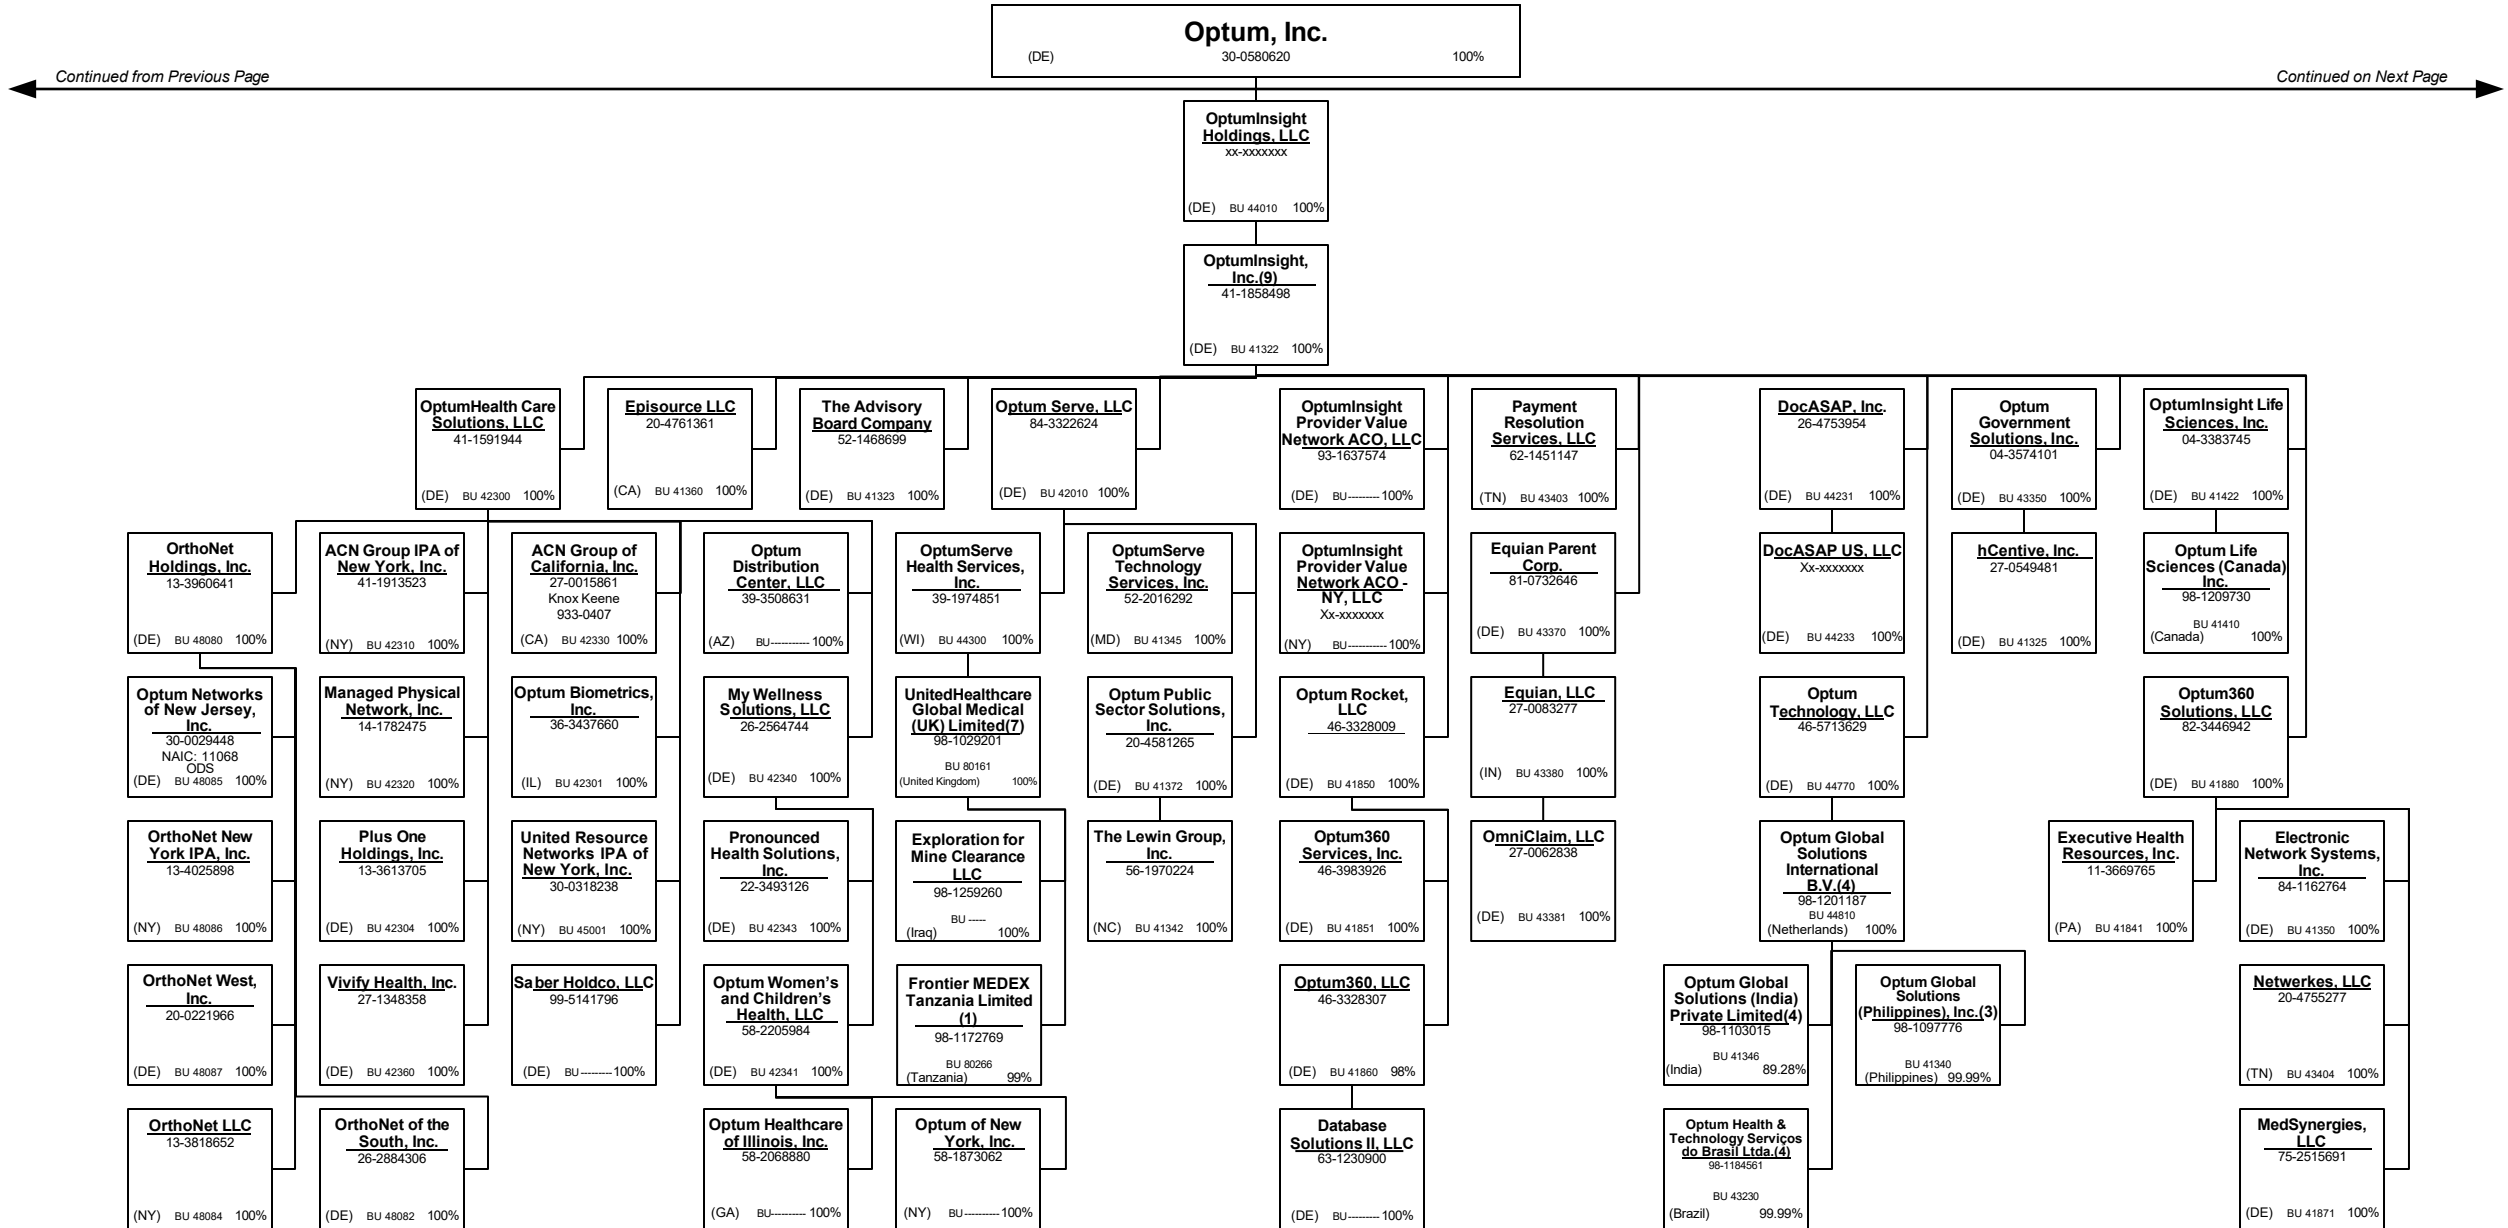 Optum, Inc.
(DE) 30-0580620 100%
Continued from Previous Page
Continued on Next Page
OptumInsight
Holdings, LLC
xx-xxxxxxx
(DE) BU 44010 100%
OptumInsight,
Inc.(9)
41-1858498
(DE) BU 41322 100%
OptumHealth Care
Solutions, LLC
41-1591944
(DE) BU 42300 100%
Episource LLC
20-4761361
(CA) BU 41360 100%
The Advisory
Board Company
52-1468699
(DE) BU 41323 100%
Optum Serve, LLC
84-3322624
(DE) BU 42010 100%
OptumInsight
Provider Value
Network ACO, LLC
93-1637574
(DE) BU--------- 100%
Payment
Resolution
Services, LLC
62-1451147
(TN) BU 43403 100%
DocASAP, Inc.
26-4753954
(DE) BU 44231 100%
Optum
Government
Solutions, Inc.
04-3574101
(DE) BU 43350 100%
OptumInsight Life
Sciences, Inc.
04-3383745
(DE) BU 41422 100%
OrthoNet
Holdings, Inc.
13-3960641
(DE) BU 48080 100%
ACN Group IPA of
New York, Inc.
41-1913523
(NY) BU 42310 100%
ACN Group of
California, Inc.
27-0015861
Knox Keene
933-0407
(CA) BU 42330 100%
Optum
Distribution
Center, LLC
39-3508631
(AZ) BU----------- 100%
OptumServe
Health Services,
Inc.
39-1974851
(WI) BU 44300 100%
OptumServe
Technology
Services, Inc.
52-2016292
(MD) BU 41345 100%
OptumInsight
Provider Value
Network ACO -
NY, LLC
Xx-xxxxxxx
(NY) BU----------- 100%
Equian Parent
Corp.
81-0732646
(DE) BU 43370 100%
DocASAP US, LLC
Xx-xxxxxxx
(DE) BU 44233 100%
hCentive, Inc.
27-0549481
(DE) BU 41325 100%
Optum Life
Sciences (Canada)
Inc.
98-1209730
BU 41410
(Canada) 100%
Optum Networks
of New Jersey,
Inc.
30-0029448
NAIC: 11068
ODS
(DE) BU 48085 100%
Managed Physical
Network, Inc.
14-1782475
(NY) BU 42320 100%
Optum Biometrics,
Inc.
36-3437660
(IL) BU 42301 100%
My Wellness
Solutions, LLC
26-2564744
(DE) BU 42340 100%
UnitedHealthcare
Global Medical
(UK) Limited(7)
98-1029201
BU 80161
(United Kingdom) 100%
Optum Public
Sector Solutions,
Inc.
20-4581265
(DE) BU 41372 100%
Optum Rocket,
LLC
46-3328009
(DE) BU 41850 100%
Equian, LLC
27-0083277
(IN) BU 43380 100%
Optum
Technology, LLC
46-5713629
(DE) BU 44770 100%
Optum360
Solutions, LLC
82-3446942
(DE) BU 41880 100%
OrthoNet New
York IPA, Inc.
13-4025898
(NY) BU 48086 100%
Plus One
Holdings, Inc.
13-3613705
(DE) BU 42304 100%
United Resource
Networks IPA of
New York, Inc.
30-0318238
(NY) BU 45001 100%
Pronounced
Health Solutions,
Inc.
22-3493126
(DE) BU 42343 100%
Exploration for
Mine Clearance
LLC
98-1259260
BU -----
(Iraq) 100%
The Lewin Group,
Inc.
56-1970224
(NC) BU 41342 100%
Optum360
Services, Inc.
46-3983926
(DE) BU 41851 100%
OmniClaim, LLC
27-0062838
(DE) BU 43381 100%
Optum Global
Solutions
International
B.V.(4)
98-1201187
BU 44810
(Netherlands) 100%
Executive Health
Resources, Inc.
11-3669765
(PA) BU 41841 100%
Electronic
Network Systems,
Inc.
84-1162764
(DE) BU 41350 100%
OrthoNet West,
Inc.
20-0221966
(DE) BU 48087 100%
Vivify Health, Inc.
27-1348358
(DE) BU 42360 100%
Saber Holdco, LLC
99-5141796
(DE) BU--------- 100%
Optum Women's
and Children's
Health, LLC
58-2205984
(DE) BU 42341 100%
Frontier MEDEX
Tanzania Limited
(1)
98-1172769
BU 80266
(Tanzania) 99%
Optum360, LLC
46-3328307
(DE) BU 41860 98%
Optum Global
Solutions (India)
Private Limited(4)
98-1103015
BU 41346
(India) 89.28%
Optum Global
Solutions
(Philippines), Inc.(3)
98-1097776
BU 41340
(Philippines) 99.99%
Netwerkes, LLC
20-4755277
(TN) BU 43404 100%
OrthoNet LLC
13-3818652
(NY) BU 48084 100%
OrthoNet of the
South, Inc.
26-2884306
(DE) BU 48082 100%
Optum Healthcare
of Illinois, Inc.
58-2068880
(GA) BU---------- 100%
Optum of New
York, Inc.
58-1873062
(NY) BU---------- 100%
Database
Solutions II, LLC
63-1230900
(DE) BU--------- 100%
Optum Health &
Technology Serviços
do Brasil Ltda.(4)
98-1184561
BU 43230
(Brazil) 99.99%
MedSynergies,
LLC
75-2515691
(DE) BU 41871 100%